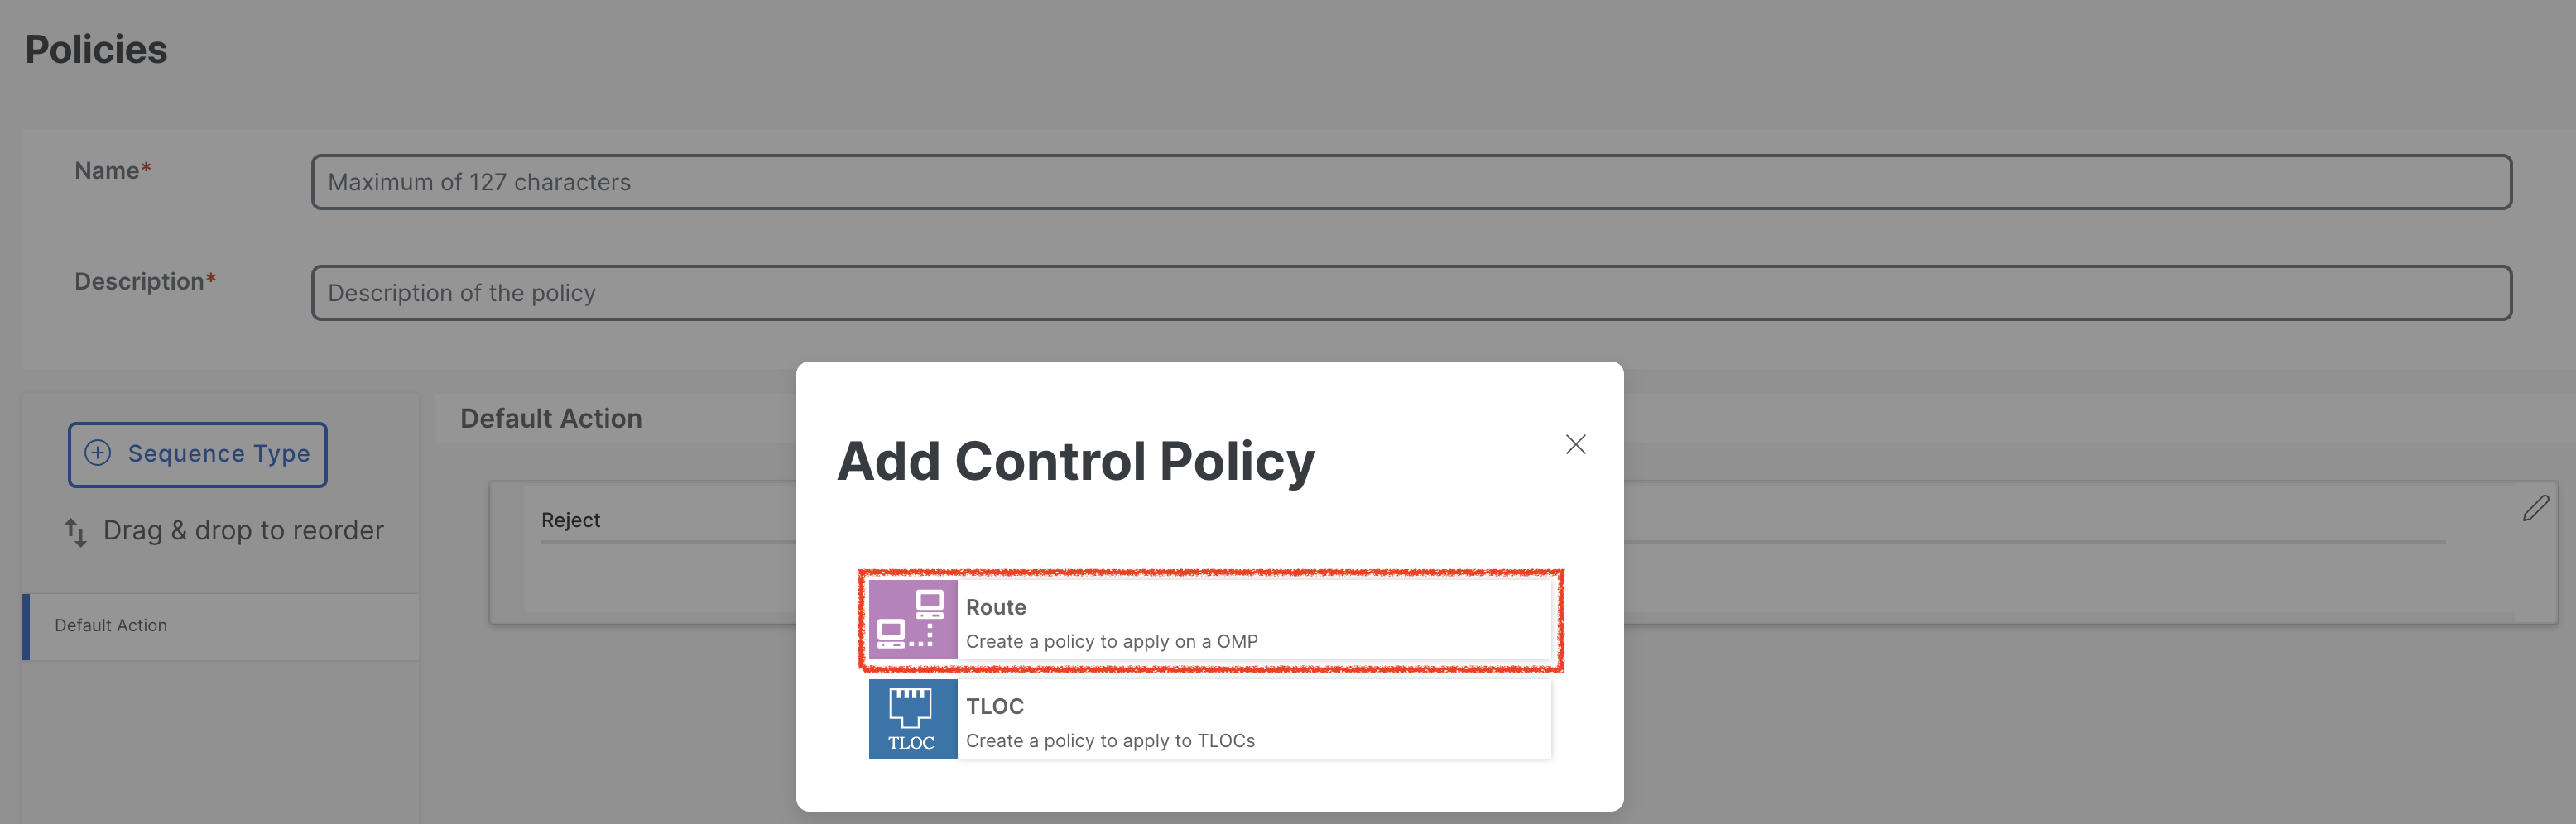 Policies
Name*
Maximum of 127 characters
Description*
Description of the policy
Sequence Type
Drag & drop to reorder
Default Action
Default Action
Reject
Add Control Policy
Route
Create a policy to apply on a OMP
TLOC
TLOC
Create a policy to apply to TLOCs